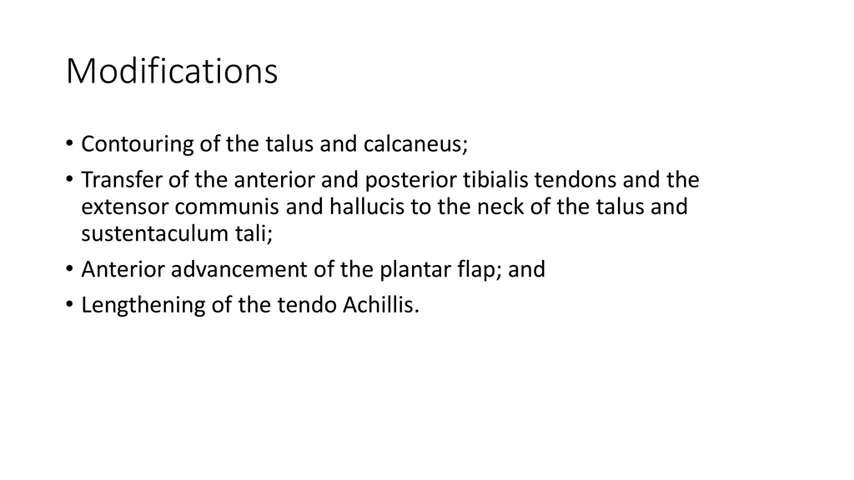 Modifications
• Contouring of the talus and calcaneus;
• Transfer of the anterior and posterior tibialis tendons and the
extensor communis and hallucis to the neck of the talus and
sustentaculum tali;
• Anterior advancement of the plantar flap; and
• Lengthening of the tendo Achillis.